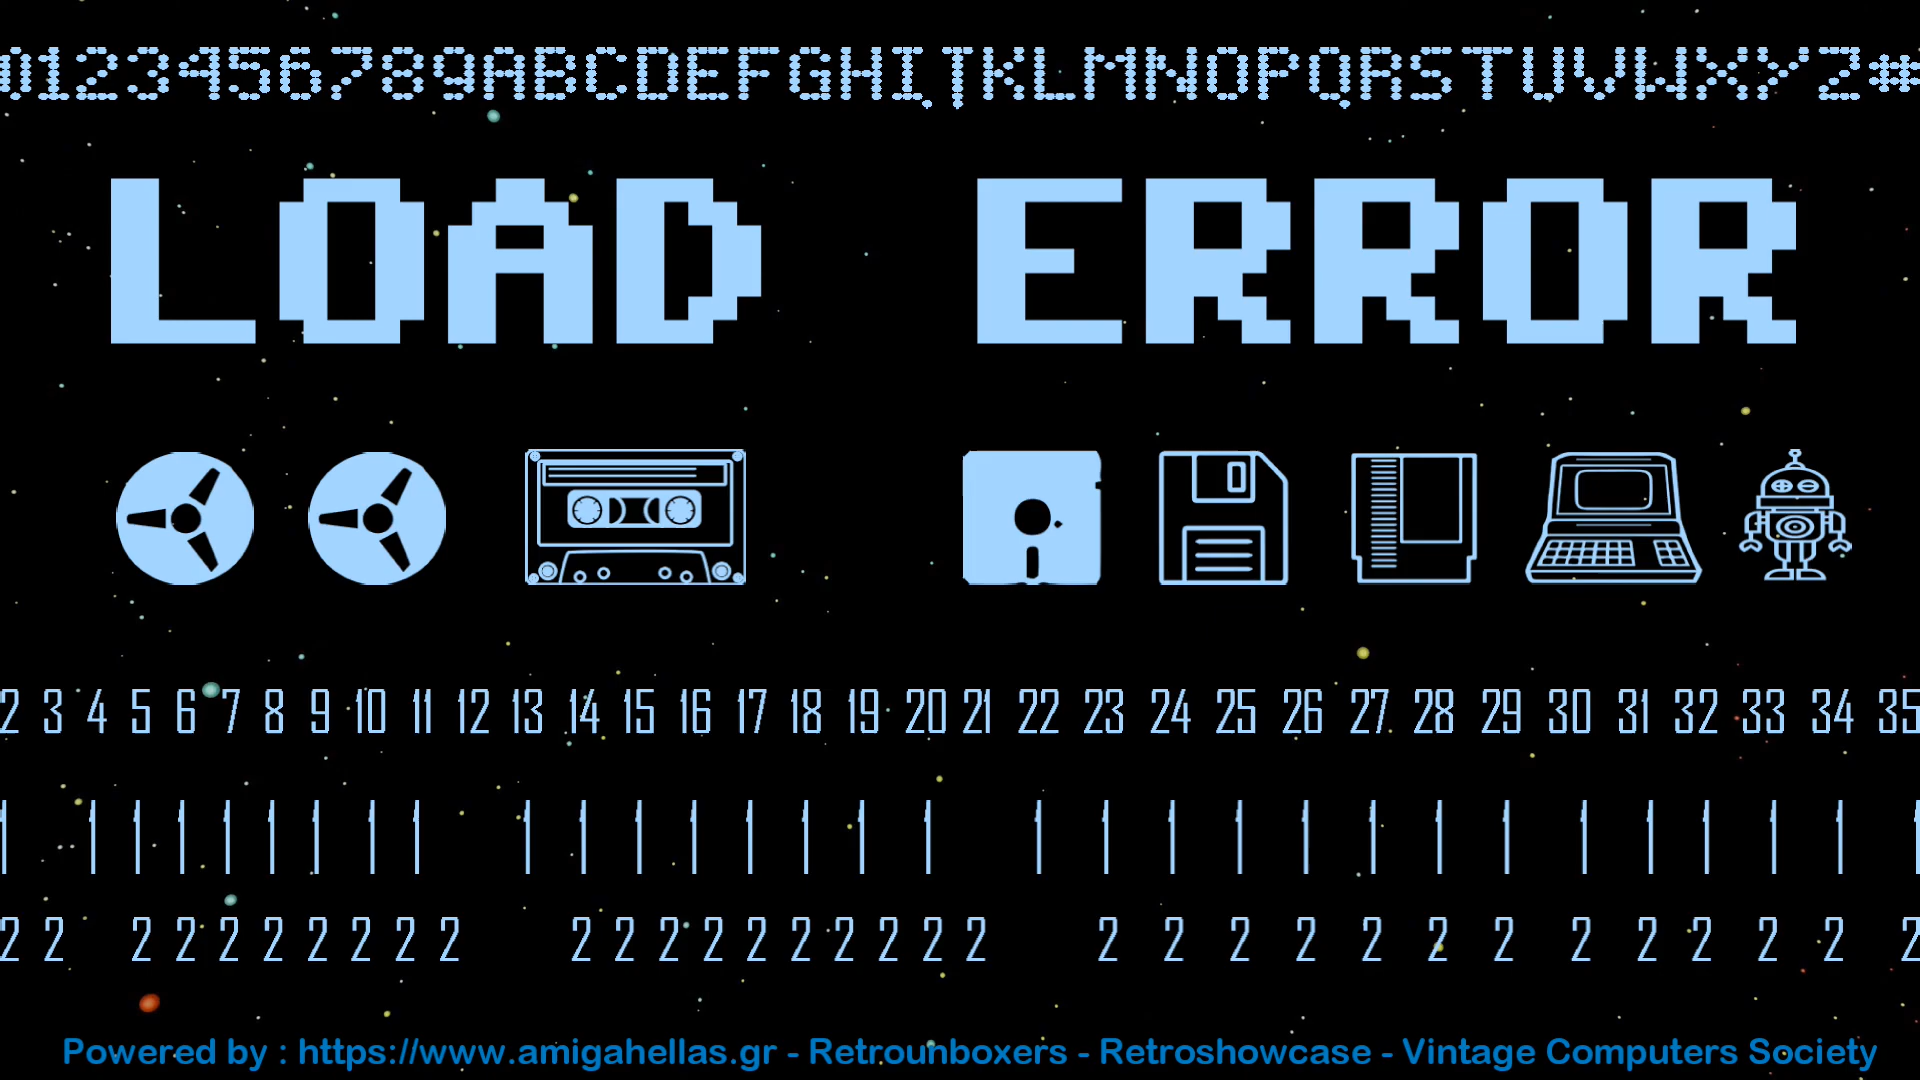 0123456789ABCDEFGHIJKLMNOPQRSTUVWXYZ#
LOAD ERROR
2 3 4 5 6 7 8 9 10 11 12 13 14 15 16 17 18 19 20 21 22 23 24 25 26 27 28 29 30 31 32 33 34 35
1 1 1 1 1 1 1 1 1 1 1 1 1 1 1 1 1 1 1 1 1 1 1 1 1 1 1 1 1 1 1
2 2 2 2 2 2 2 2 2 2 2 2 2 2 2 2 2 2 2 2 2 2 2 2 2 2 2 2 2 2 2 2 2
Powered by : https://www.amigahellas.gr - Retrounboxers - Retroshowcase - Vintage Computers Society